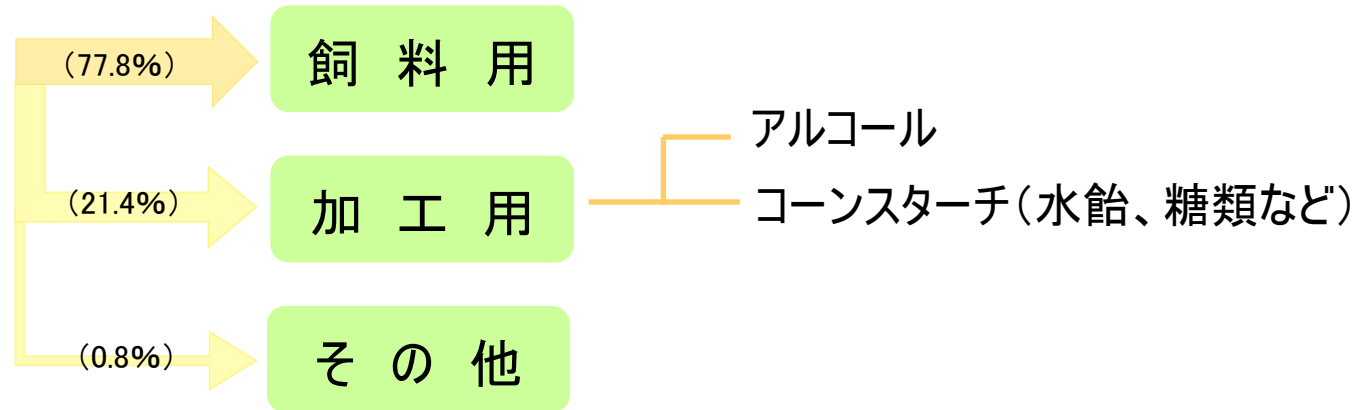 (77.8%)
飼 料 用
アルコール
(21.4%)
加 工 用
コーンスターチ(水飴、糖類など)
(0.8%)
そ の 他